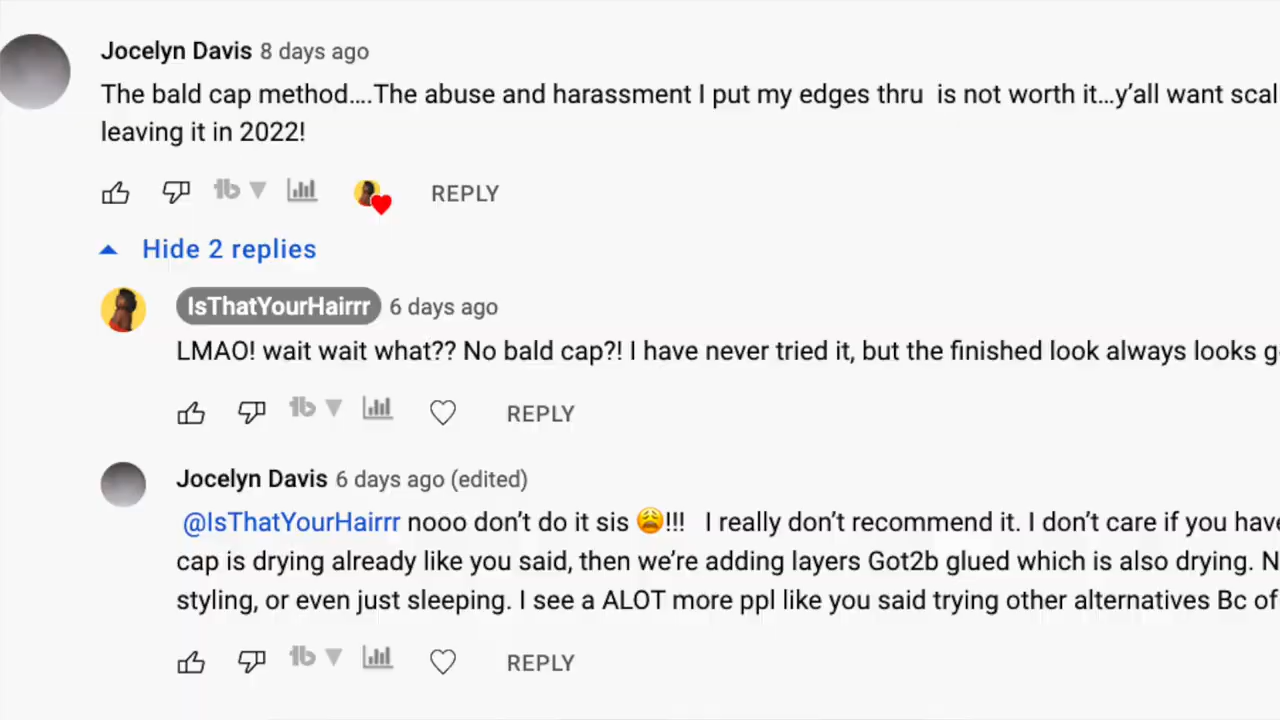 Jocelyn Davis 8 days ago
The bald cap method....The abuse and harassment I put my edges thru  is not worth it…y’all want scal
leaving it in 2022!
REPLY
Hide 2 replies
IsThatYourHairrr 6 days ago
LMAO! wait wait what?? No bald cap?! I have never tried it, but the finished look always looks g
REPLY
Jocelyn Davis 6 days ago (edited)
@IsThatYourHairrr nooo don’t do it sis 😩!!!   I really don’t recommend it. I don’t care if you have
cap is drying already like you said, then we’re adding layers Got2b glued which is also drying. N
styling, or even just sleeping. I see a ALOT more ppl like you said trying other alternatives Bc of
REPLY